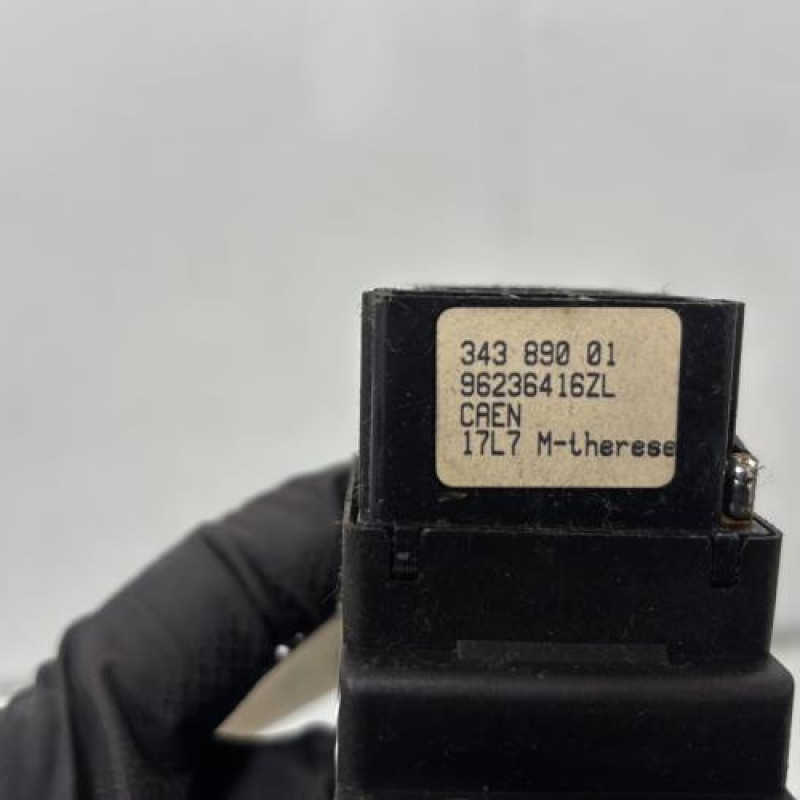 343 890 01
96236416ZL
CAEN
17L7 M-therese